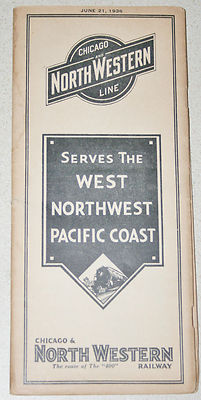 JUNE 21, 1936
CHICAGO
AND
NORTH WESTERN
LINE
SERVES THE
WEST
NORTHWEST
PACIFIC COAST
CHICAGO &
NORTH WESTERN
The route of The "400" RAILWAY